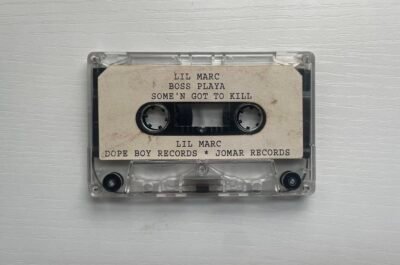 LIL MARC
BOSS PLAYA
SOME'N GOT TO KILL
LIL MARC
DOPE BOY RECORDS * JOMAR RECORDS